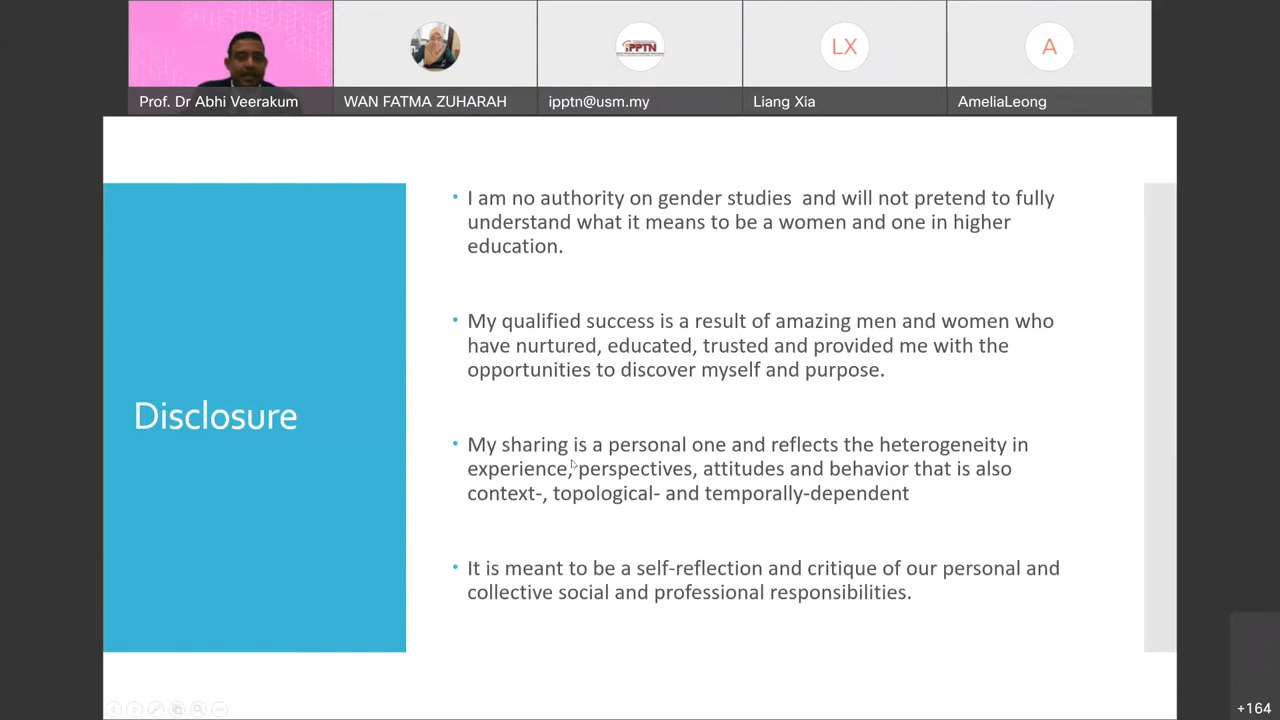 LX
A
iPPTN
Prof. Dr Abhi Veerakum
WAN FATMA ZUHARAH
ipptn@usm.my
Liang Xia
AmeliaLeong
Disclosure
• I am no authority on gender studies and will not pretend to fully
understand what it means to be a women and one in higher
education.
• My qualified success is a result of amazing men and women who
have nurtured, educated, trusted and provided me with the
opportunities to discover myself and purpose.
• My sharing is a personal one and reflects the heterogeneity in
experience, perspectives, attitudes and behavior that is also
context-, topological- and temporally-dependent
• It is meant to be a self-reflection and critique of our personal and
collective social and professional responsibilities.
+164